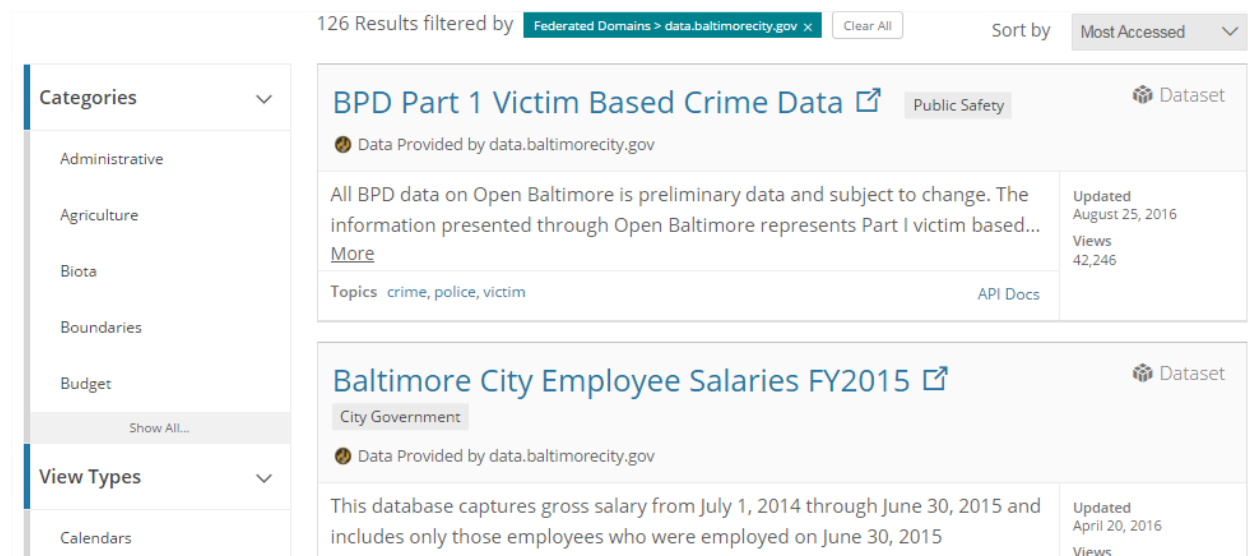 126 Results filtered by Federated Domains > data.baltimorecity.gov × Clear All Sort by Most Accessed
Categories
Administrative
Agriculture
Biota
Boundaries
Budget
Show All...
View Types
Calendars
BPD Part 1 Victim Based Crime Data Public Safety Dataset
Data Provided by data.baltimorecity.gov
All BPD data on Open Baltimore is preliminary data and subject to change. The
information presented through Open Baltimore represents Part I victim based...
More
Topics crime, police, victim API Docs
Updated
August 25, 2016
Views
42,246
Baltimore City Employee Salaries FY2015 Dataset
City Government
Data Provided by data.baltimorecity.gov
This database captures gross salary from July 1, 2014 through June 30, 2015 and
includes only those employees who were employed on June 30, 2015
Updated
April 20, 2016
Views